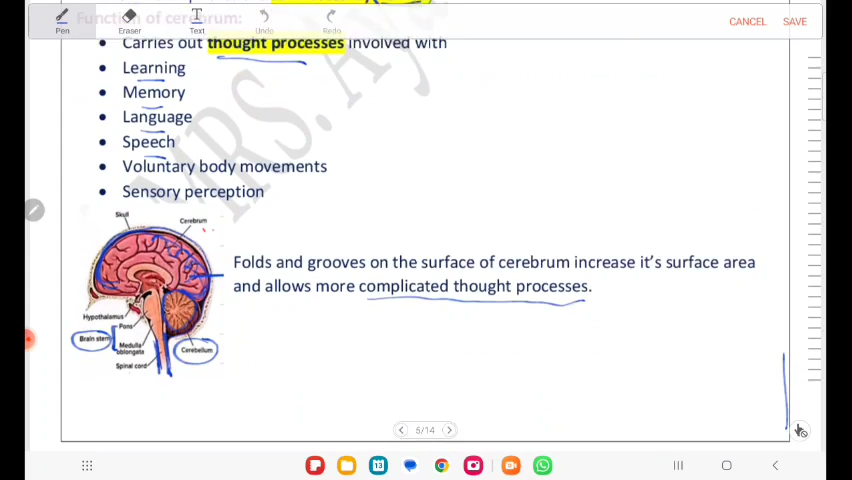 Function of cerebrum:
CANCEL
SAVE
Pen
Eraser
Text
Undo
Redo
• Carries out thought processes involved with
• Learning
• Memory
• Language
• Speech
• Voluntary body movements
• Sensory perception
Skull
Cerebrum
Folds and grooves on the surface of cerebrum increase it's surface area
and allows more complicated thought processes.
Hypothalamus
Pons
Brain stem
Medulla
oblongata
Cerebellum
Spinal cord
5/14
13